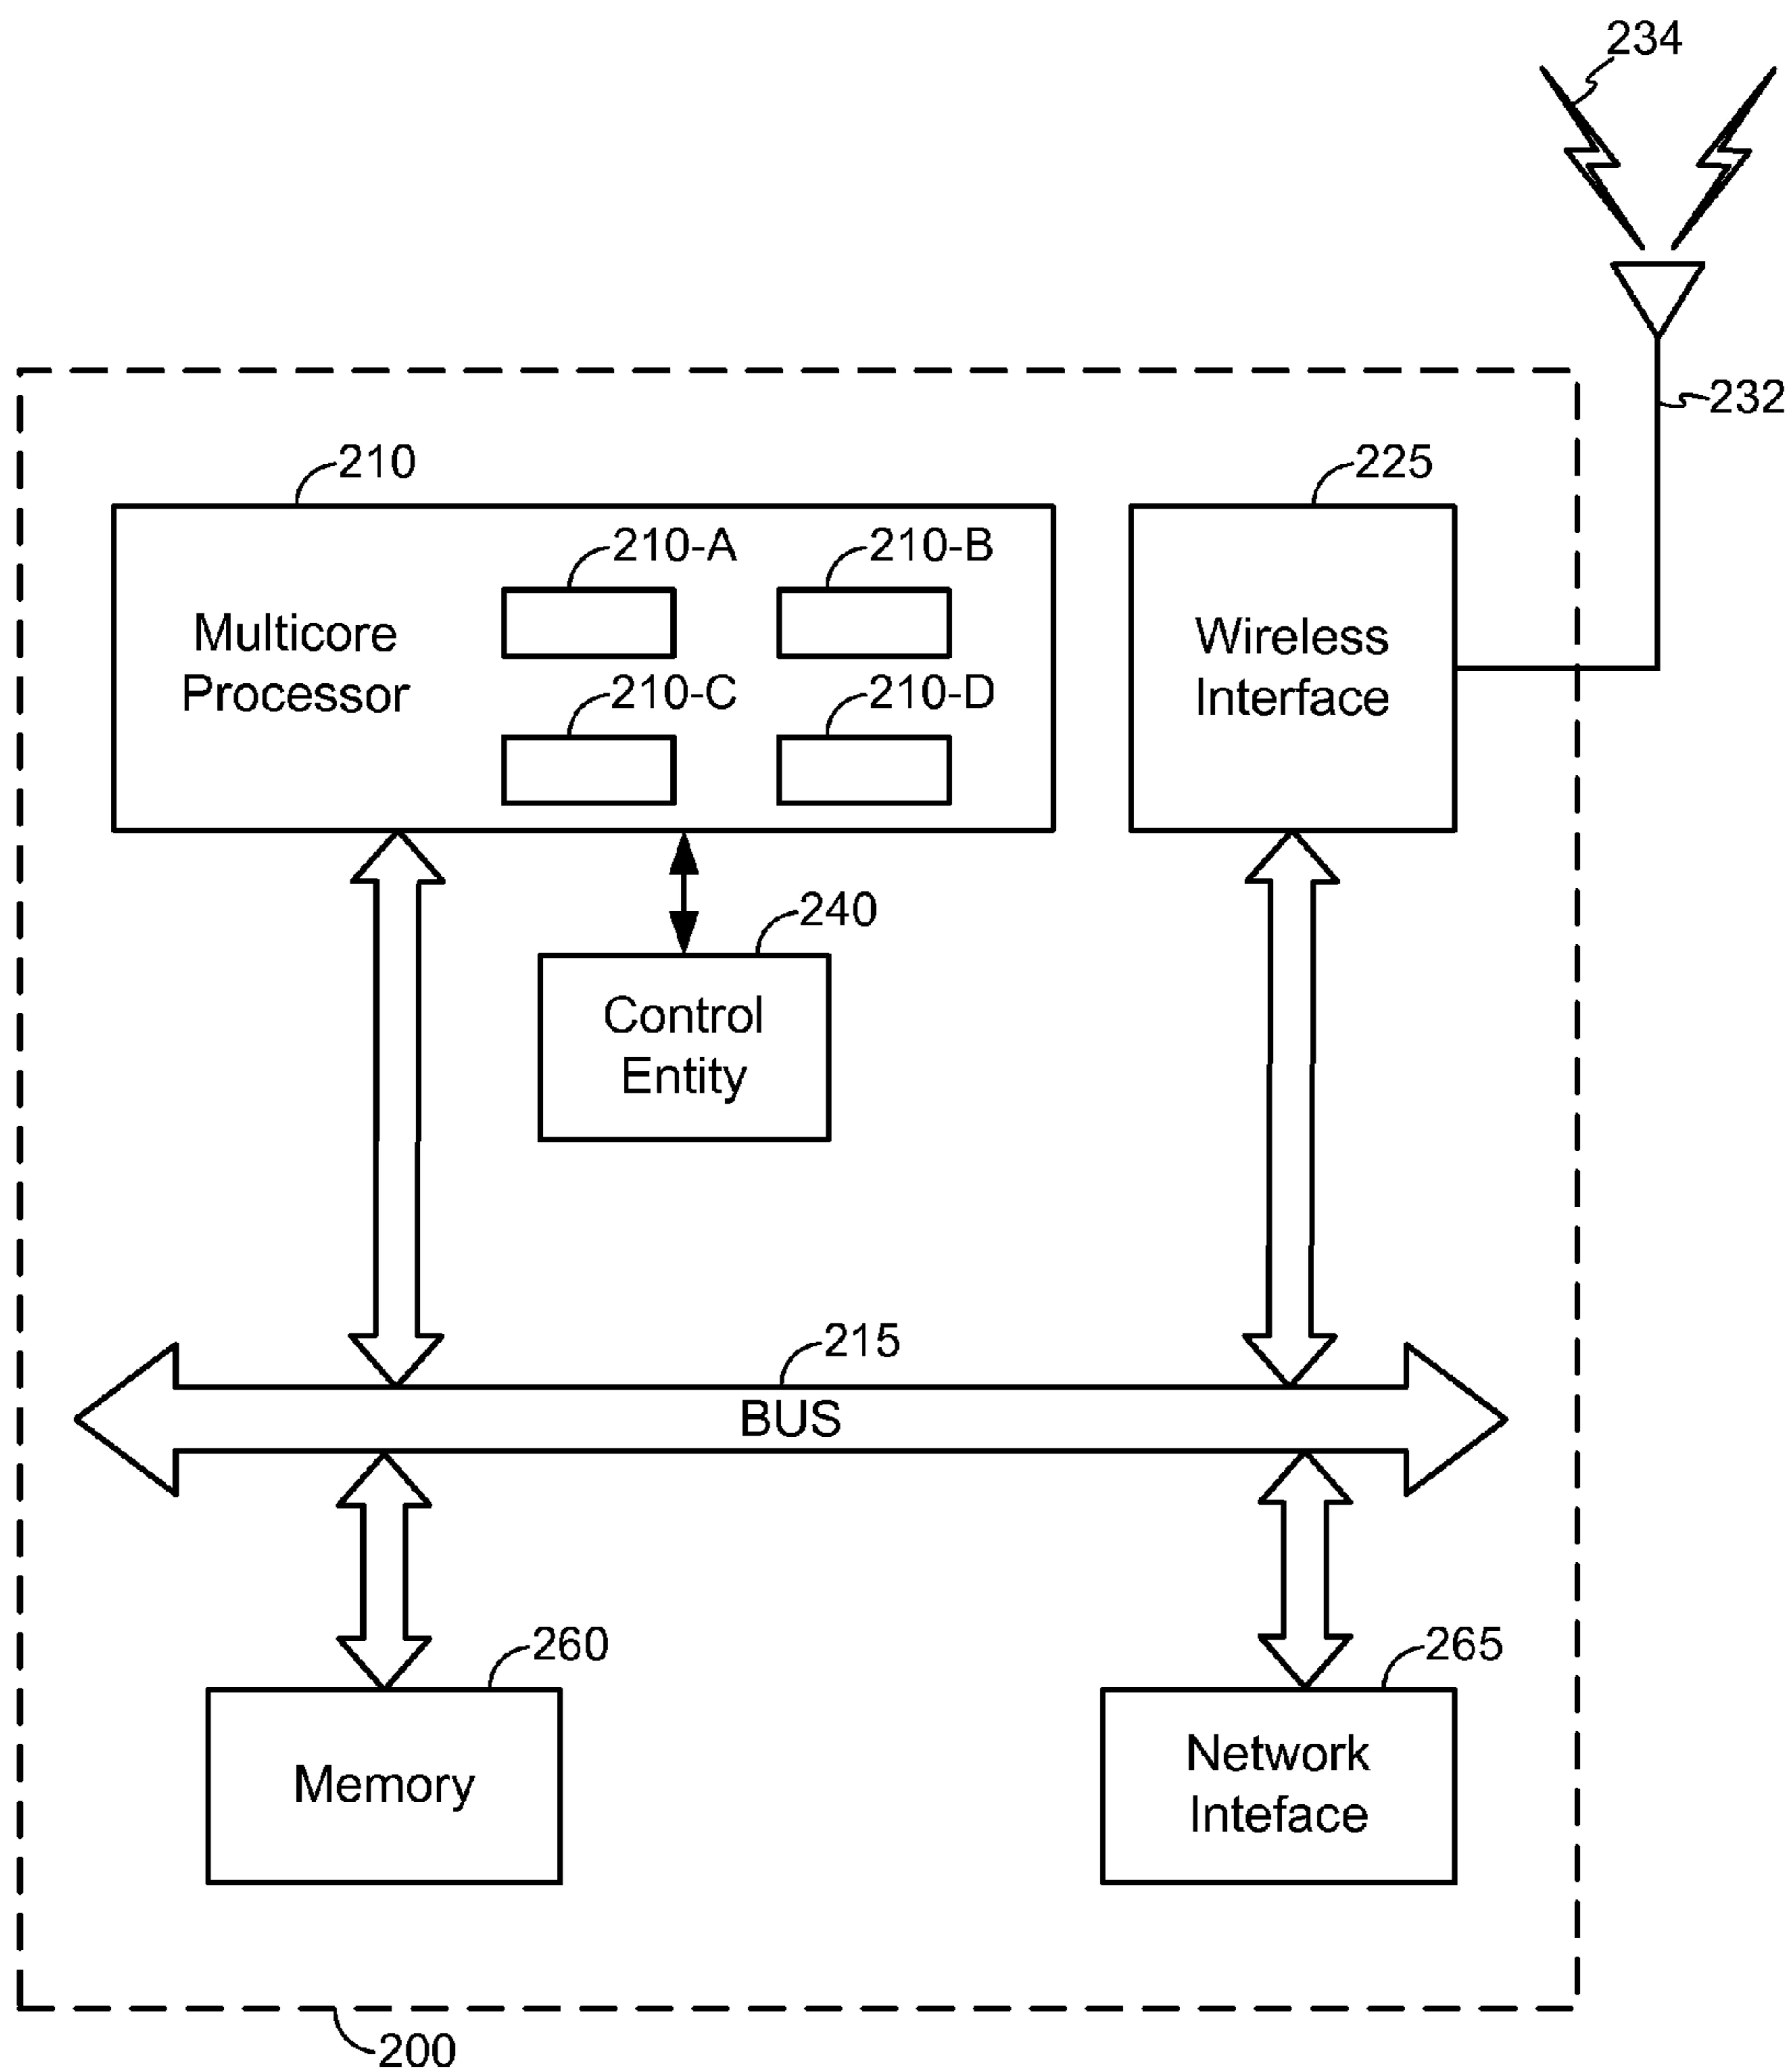 234
232
210
225
210-A
210-B
Multicore
Processor
210-C
210-D
Wireless
Interface
240
Control
Entity
215
BUS
260
265
Memory
Network
Inteface
200